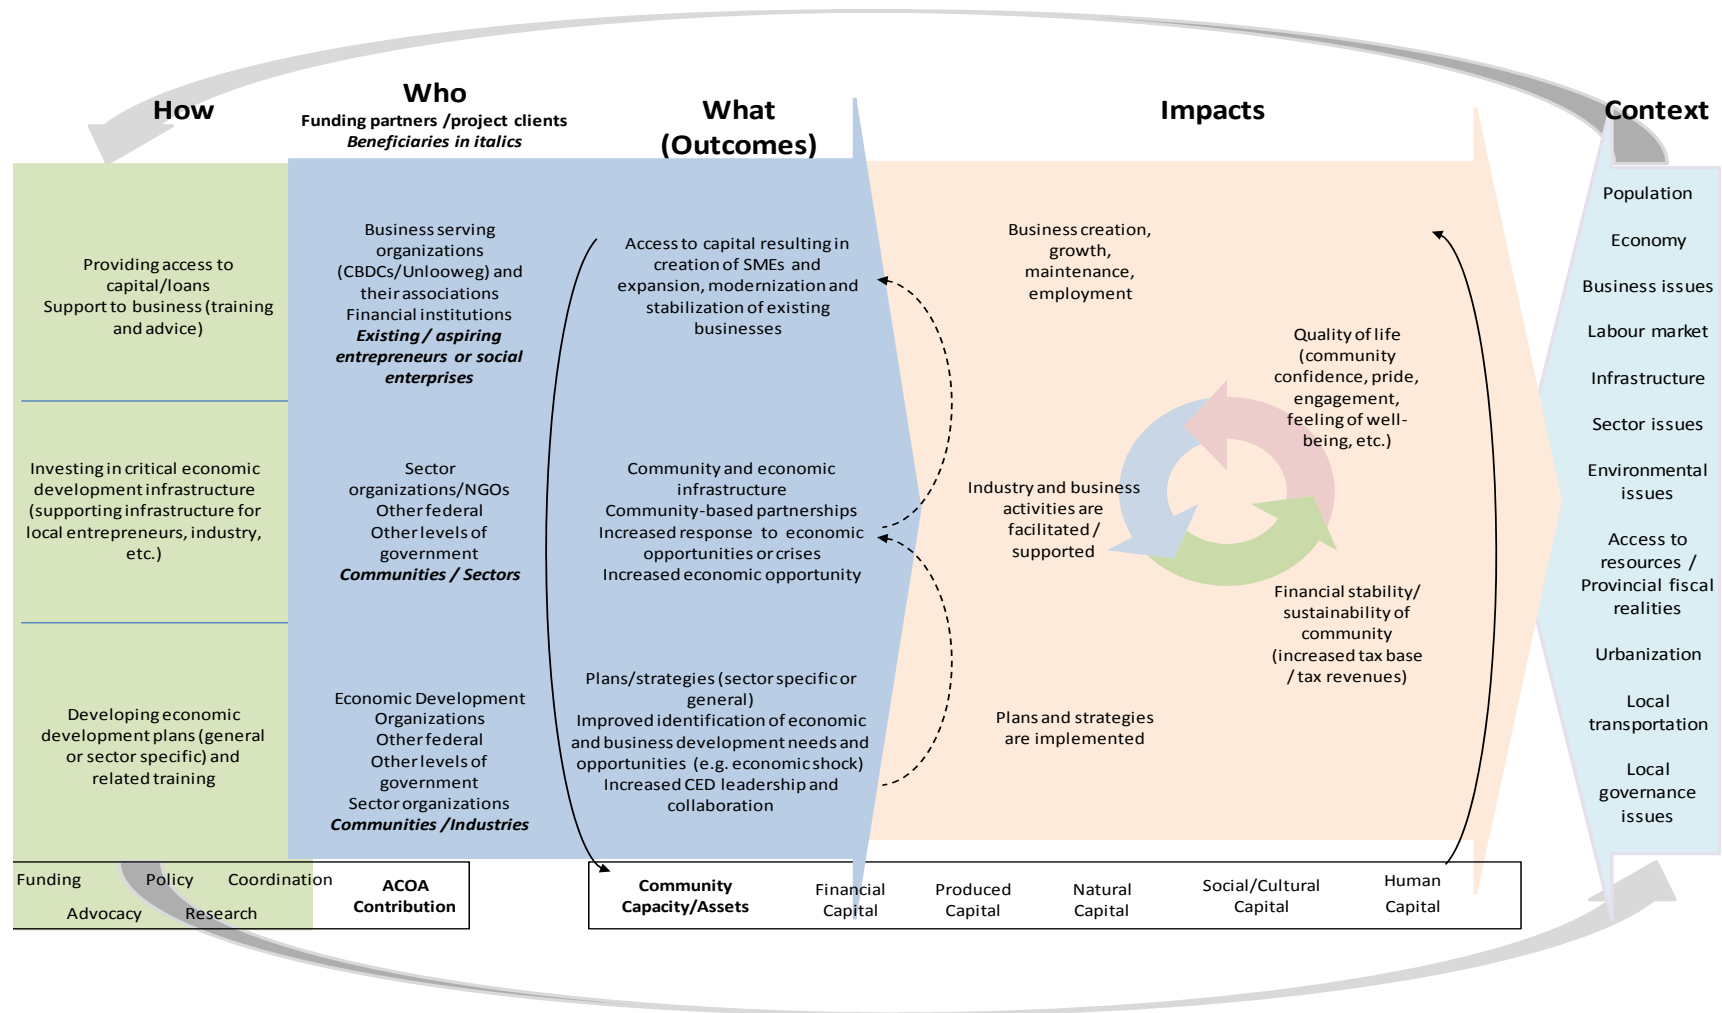 How
Who
Funding partners /project clients
Beneficiaries in italics
What
(Outcomes)
Impacts
Context
Providing access to
capital/loans
Support to business (training
and advice)
Investing in critical economic
development infrastructure
(supporting infrastructure for
local entrepreneurs, industry,
etc.)
Developing economic
development plans (general
or sector specific) and
related training
Business serving
organizations
(CBDCs/Unlooweg) and
their associations
Financial institutions
Existing / aspiring
entrepreneurs or social
enterprises
Sector
organizations/NGOs
Other federal
Other levels of
government
Communities / Sectors
Economic Development
Organizations
Other federal
Other levels of
government
Sector organizations
Communities /Industries
Access to capital resulting in
creation of SMEs and
expansion, modernization and
stabilization of existing
businesses
Community and economic
infrastructure
Community-based partnerships
Increased response to economic
opportunities or crises
Increased economic opportunity
Plans/strategies (sector specific or
general)
Improved identification of economic
and business development needs and
opportunities (e.g. economic shock)
Increased CED leadership and
collaboration
Business creation,
growth,
maintenance,
employment
Industry and business
activities are
facilitated /
supported
Plans and strategies
are implemented
Quality of life
(community
confidence, pride,
engagement,
feeling of well-
being, etc.)
Financial stability/
sustainability of
community
(increased tax base
/ tax revenues)
Population
Economy
Business issues
Labour market
Infrastructure
Sector issues
Environmental
issues
Access to
resources /
Provincial fiscal
realities
Urbanization
Local
transportation
Local
governance
issues
Funding Policy Coordination
Advocacy Research
ACOA
Contribution
Community
Capacity/Assets
Financial
Capital
Produced
Capital
Natural
Capital
Social/Cultural
Capital
Human
Capital